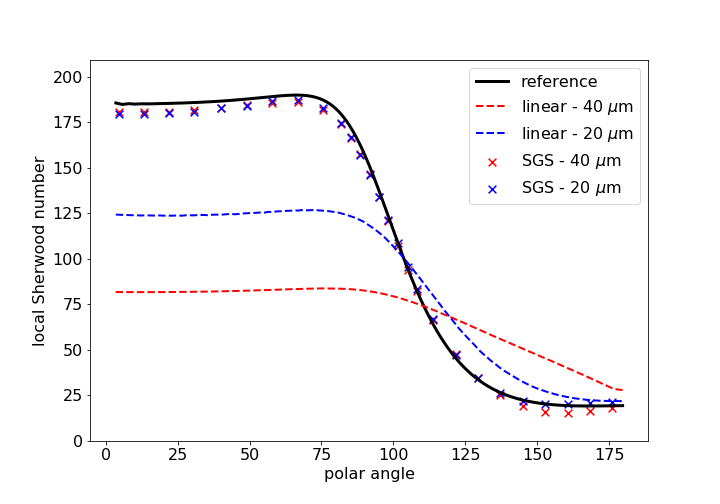 200
175
150
125
100
75
50
25
0
local Sherwood number
0 25 50 75 100 125 150 175
polar angle
reference
linear - 40 μm
linear - 20 μm
SGS - 40 μm
SGS - 20 μm